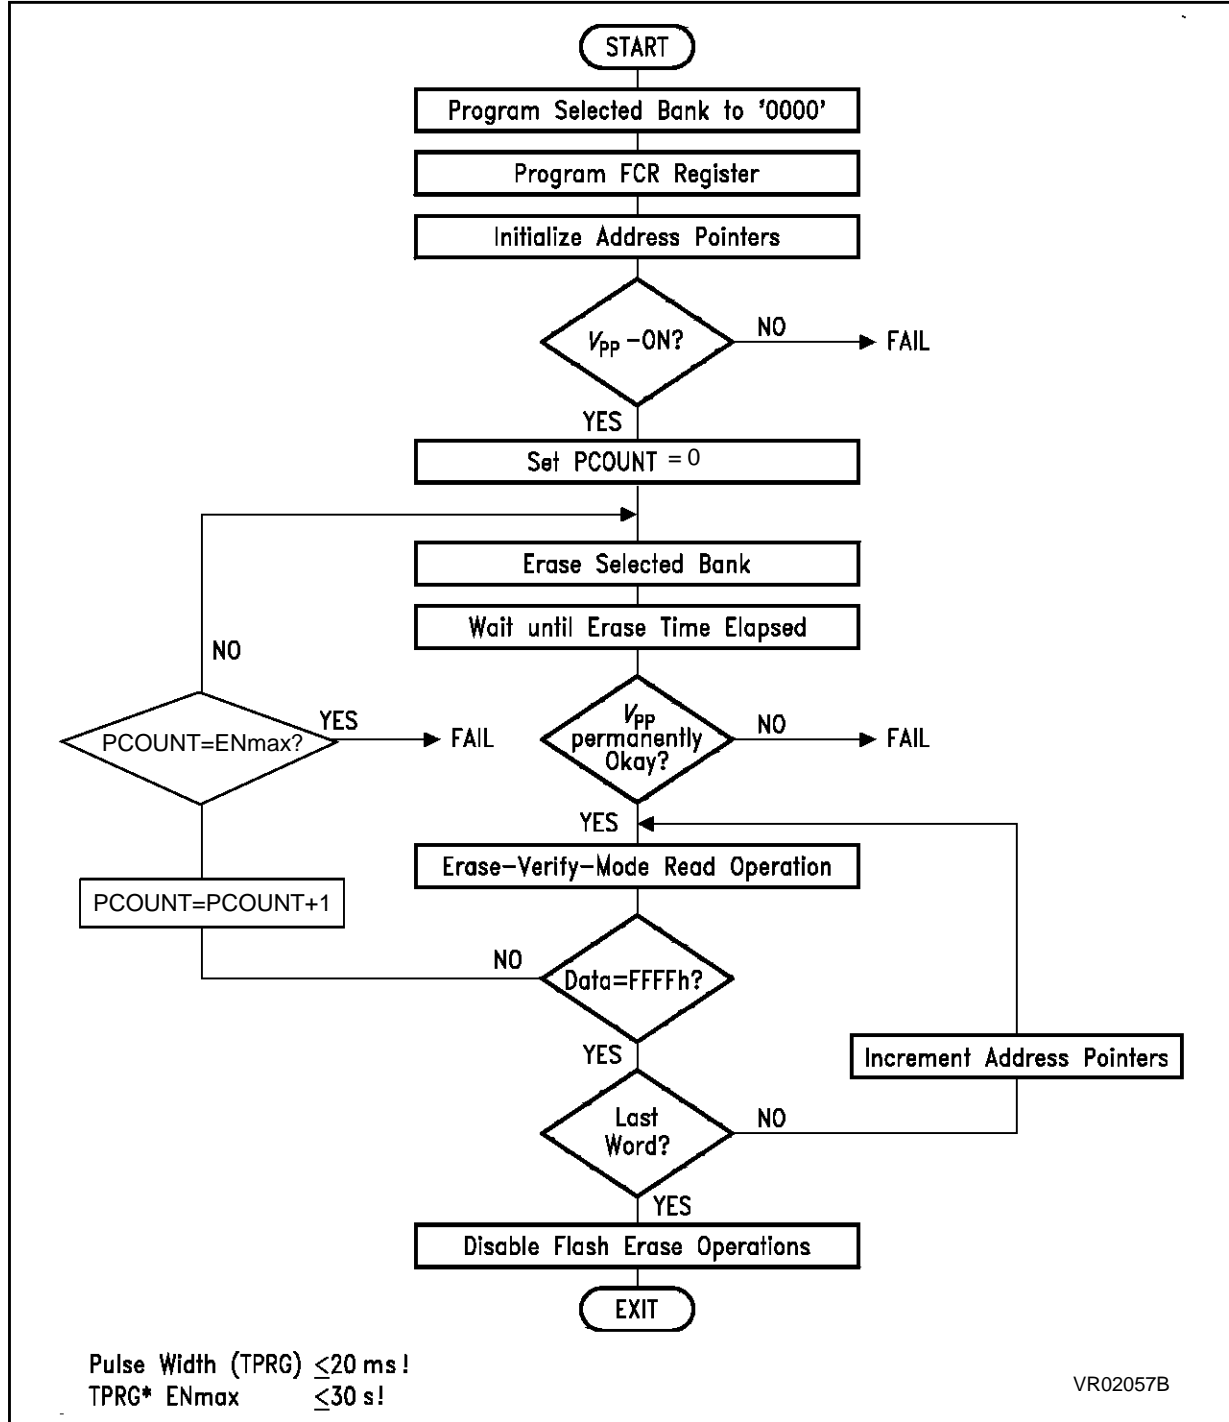 START
Program Selected Bank to '0000'
Program FCR Register
Initialize Address Pointers
VPP -ON?
NO
FAIL
YES
Set PCOUNT = 0
Erase Selected Bank
Wait until Erase Time Elapsed
NO
PCOUNT=ENmax?
YES
FAIL
VPP
permanently
Okay?
NO
FAIL
YES
Erase-Verify-Mode Read Operation
PCOUNT=PCOUNT+1
NO
Data=FFFFh?
YES
Increment Address Pointers
Last
Word?
NO
YES
Disable Flash Erase Operations
EXIT
Pulse Width (TPRG) ≤20 ms!
TPRG* ENmax ≤30 s!
VR02057B